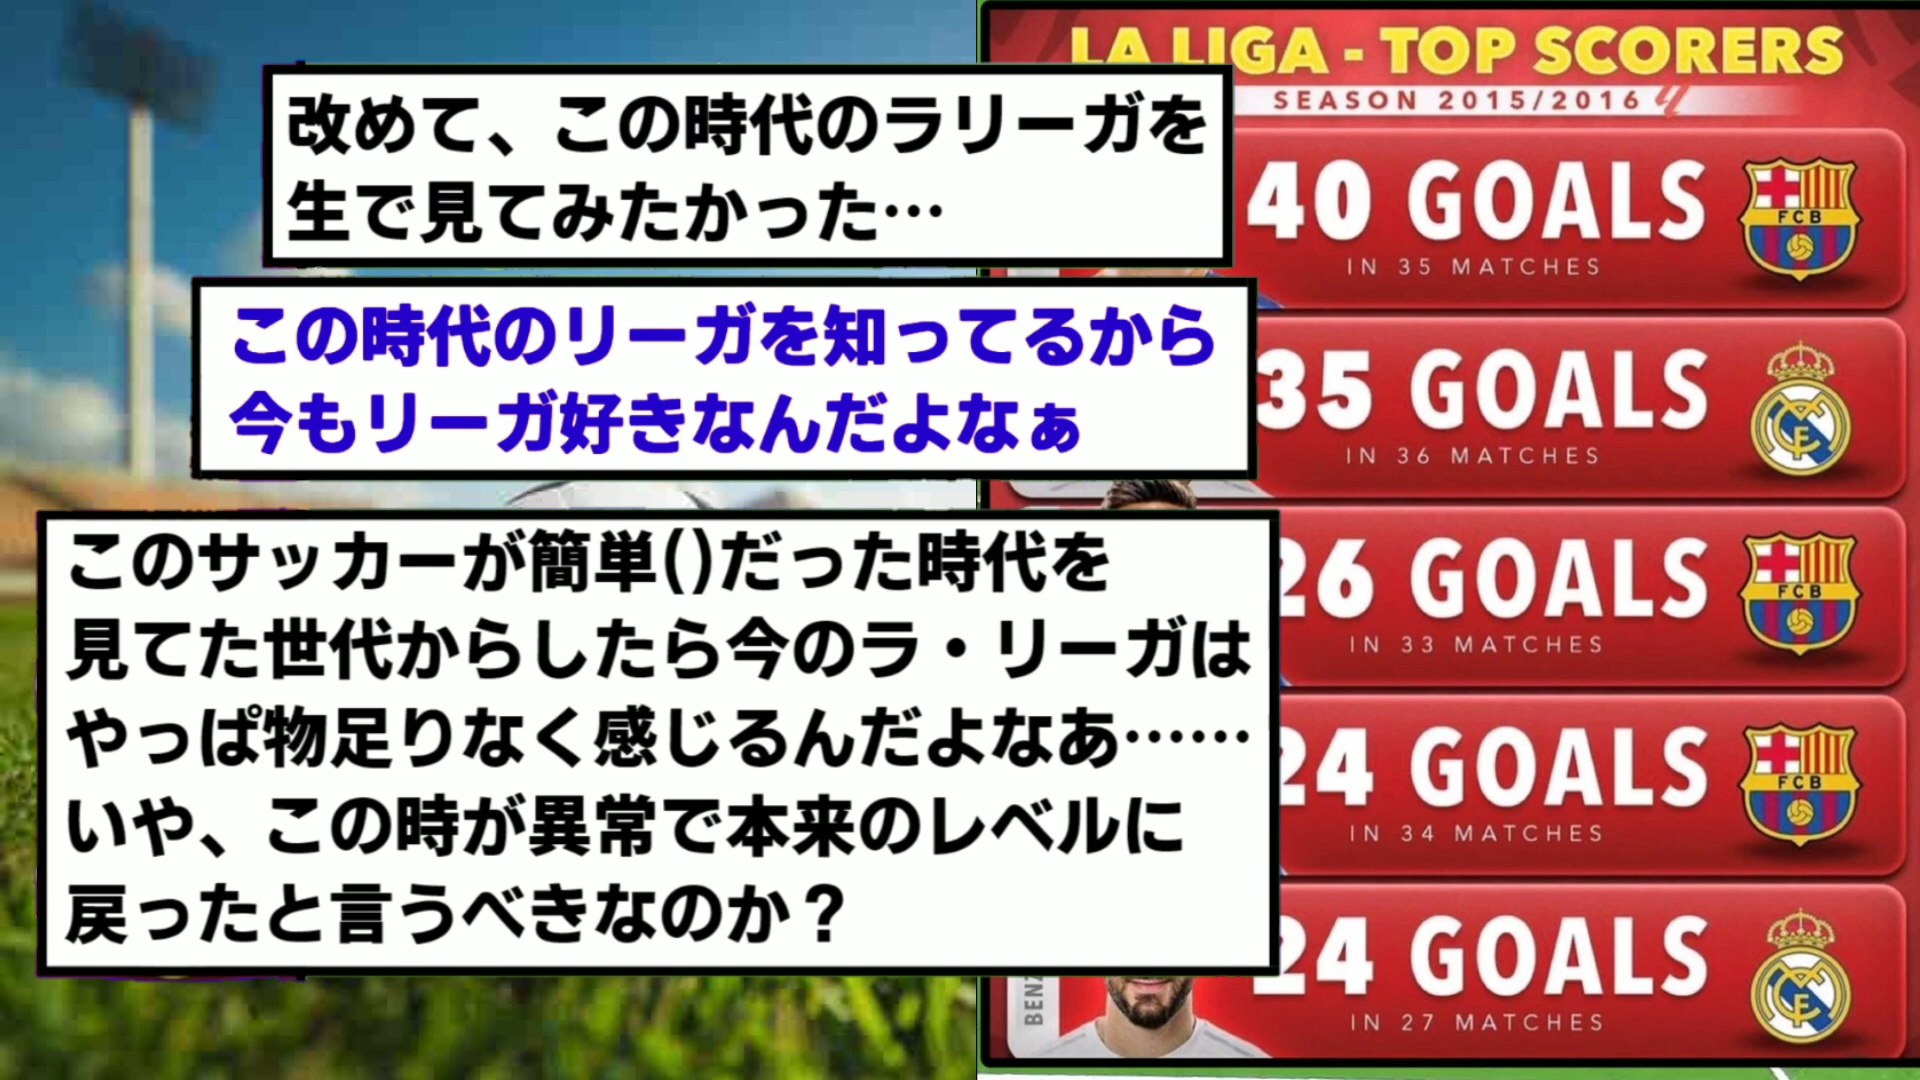 改めて、この時代のラリーガを
生で見てみたかった…
この時代のリーガを知ってるから
今もリーガ好きなんだよなぁ
このサッカーが簡単()だった時代を
見てた世代からしたら今のラ・リーガは
やっぱ物足りなく感じるんだよなあ……
いや、この時が異常で本来のレベルに
戻ったと言うべきなのか？
LA LIGA - TOP SCORERS
SEASON 2015/2016
40 GOALS
IN 35 MATCHES
FCB
35 GOALS
IN 36 MATCHES
26 GOALS
IN 33 MATCHES
FCB
24 GOALS
IN 34 MATCHES
FCB
24 GOALS
IN 27 MATCHES